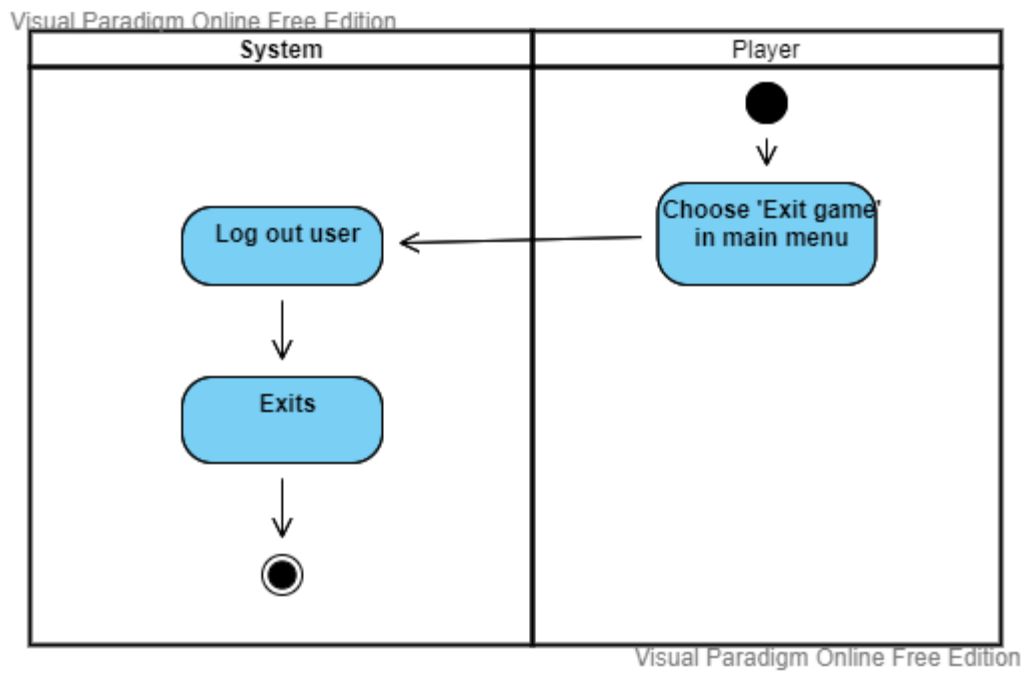 Visual Paradigm Online Free Edition
System
Player
Choose 'Exit game'
in main menu
Log out user
Exits
Visual Paradigm Online Free Edition